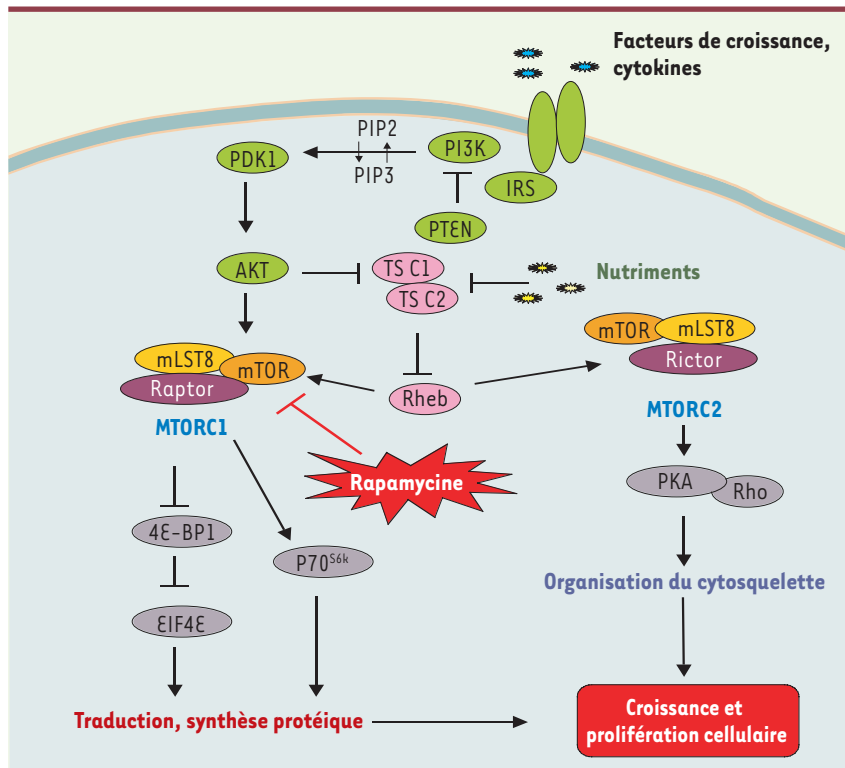 Facteurs de croissance,
cytokines
PIP2
PI3K
PDK1
PIP3
IRS
PTEN
AKT
TS C1
TS C2
Nutriments
mTOR
mLST8
Rictor
mLST8
mTOR
Raptor
Rheb
MTORC1
MTORC2
Rapamycine
PKA
Rho
4E-BP1
P70S6k
Organisation du cytosquelette
EIF4E
Traduction, synthèse protéique
Croissance et
prolifération cellulaire